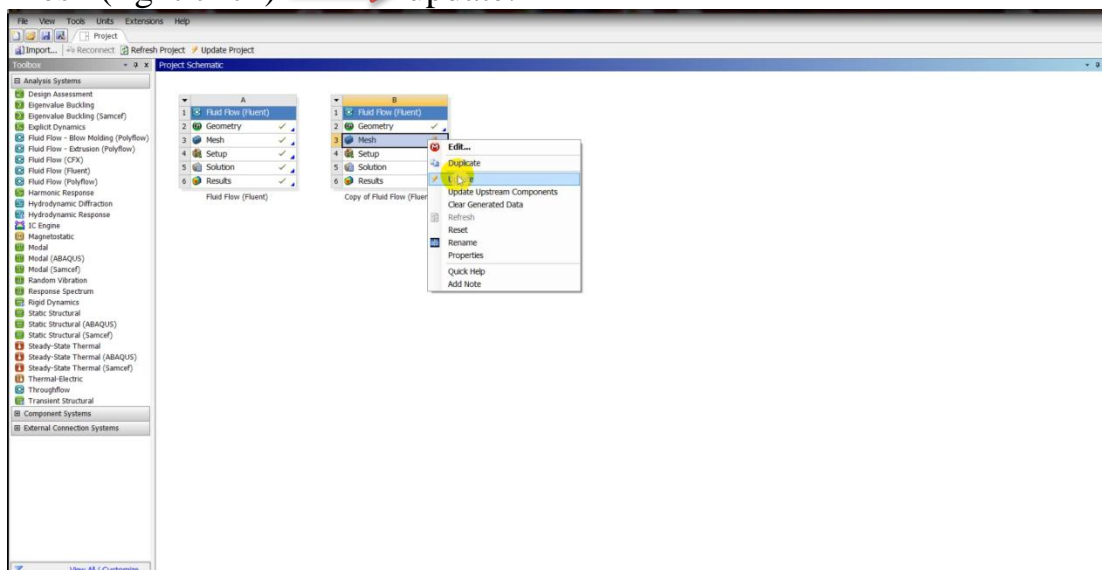 update.
File View Tools Units Extensions Help
Project
Import... Reconnect Refresh Project Update Project
Toolbox
Project Schematic
Analysis Systems
Design Assessment
Eigenvalue Buckling
Eigenvalue Buckling (Samcef)
Explicit Dynamics
Fluid Flow - Blow Molding (Polyflow)
Fluid Flow - Extrusion (Polyflow)
Fluid Flow (CFX)
Fluid Flow (Fluent)
Fluid Flow (Polyflow)
Harmonic Response
Hydrodynamic Diffraction
Hydrodynamic Response
IC Engine
Magnetostatic
Modal
Modal (ABAQUS)
Modal (Samcef)
Random Vibration
Response Spectrum
Rigid Dynamics
Static Structural
Static Structural (ABAQUS)
Static Structural (Samcef)
Steady-State Thermal
Steady-State Thermal (ABAQUS)
Steady-State Thermal (Samcef)
Thermal-Electric
Throughflow
Transient Structural
Component Systems
External Connection Systems
View All / Customize...
A
1 Fluid Flow (Fluent)
2 Geometry
3 Mesh
4 Setup
5 Solution
6 Results
Fluid Flow (Fluent)
B
1 Fluid Flow (Fluent)
2 Geometry
3 Mesh
4 Setup
5 Solution
6 Results
Copy of Fluid Flow (Fluen
Edit...
Duplicate
Update Upstream Components
Clear Generated Data
Refresh
Reset
Rename
Properties
Quick Help
Add Note